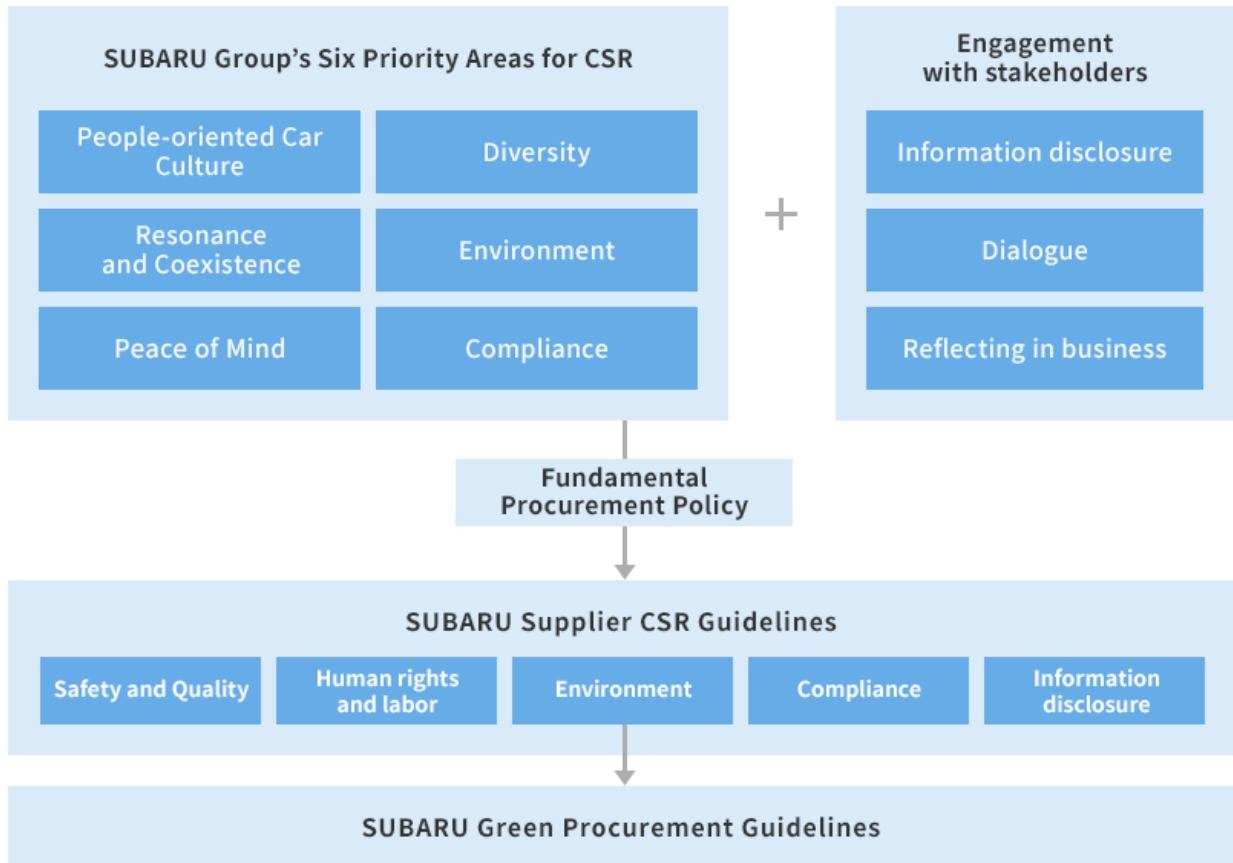 SUBARU Group’s Six Priority Areas for CSR
People-oriented Car
Culture
Diversity
Resonance
and Coexistence
Environment
Peace of Mind
Compliance
+
Engagement
with stakeholders
Information disclosure
Dialogue
Reflecting in business
Fundamental
Procurement Policy
SUBARU Supplier CSR Guidelines
Safety and Quality
Human rights
and labor
Environment
Compliance
Information
disclosure
SUBARU Green Procurement Guidelines